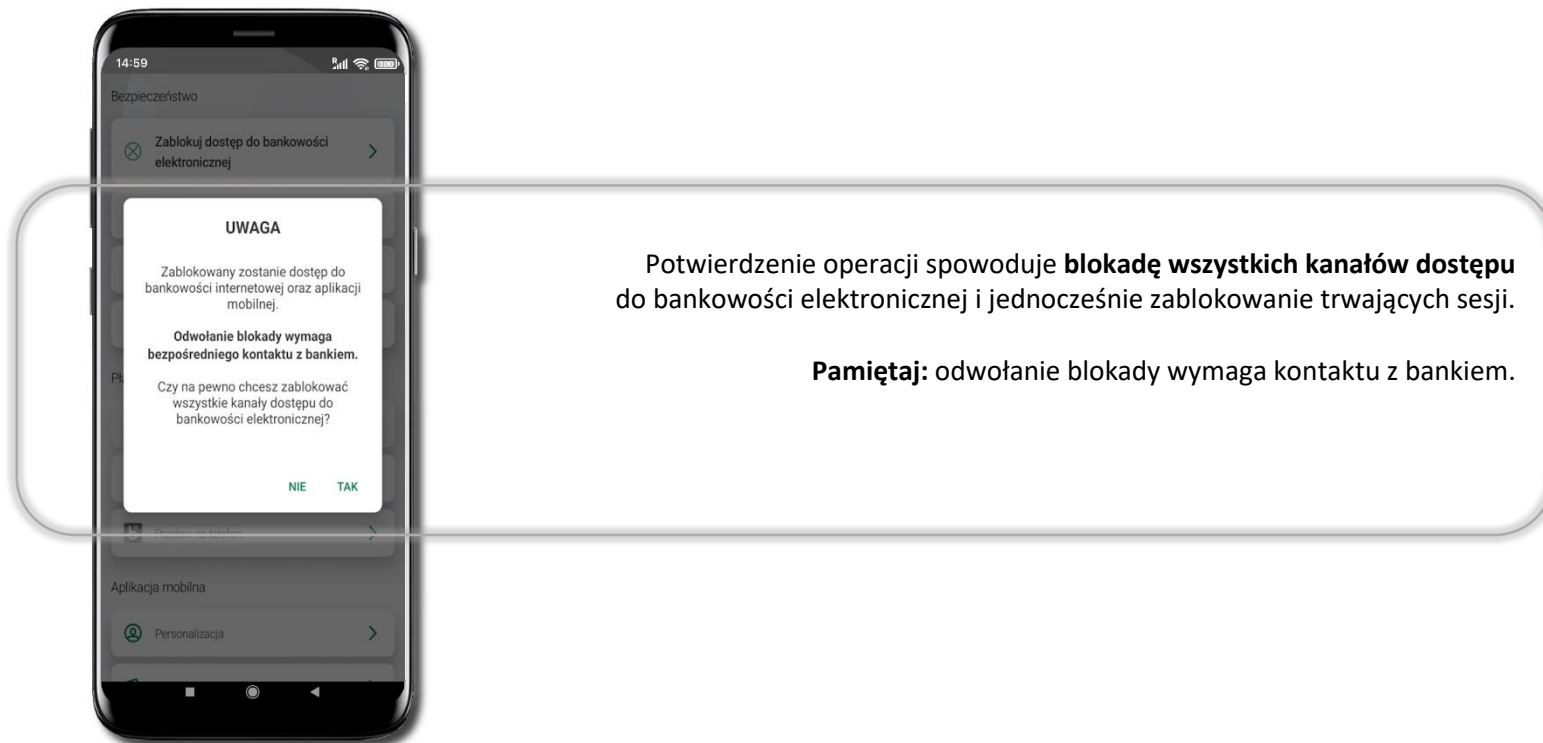 14:59
Bezpieczeństwo
Zablokuj dostęp do bankowości
elektronicznej
UWAGA
Zablokowany zostanie dostęp do
bankowości internetowej oraz aplikacji
mobilnej.
Odwołanie blokady wymaga
bezpośredniego kontaktu z bankiem.
Czy na pewno chcesz zablokować
wszystkie kanały dostępu do
bankowości elektronicznej?
NIE TAK
Przelew na telefon
Aplikacja mobilna
Personalizacja
Potwierdzenie operacji spowoduje blokadę wszystkich kanałów dostępu
do bankowości elektronicznej i jednocześnie zablokowanie trwających sesji.
Pamiętaj: odwołanie blokady wymaga kontaktu z bankiem.